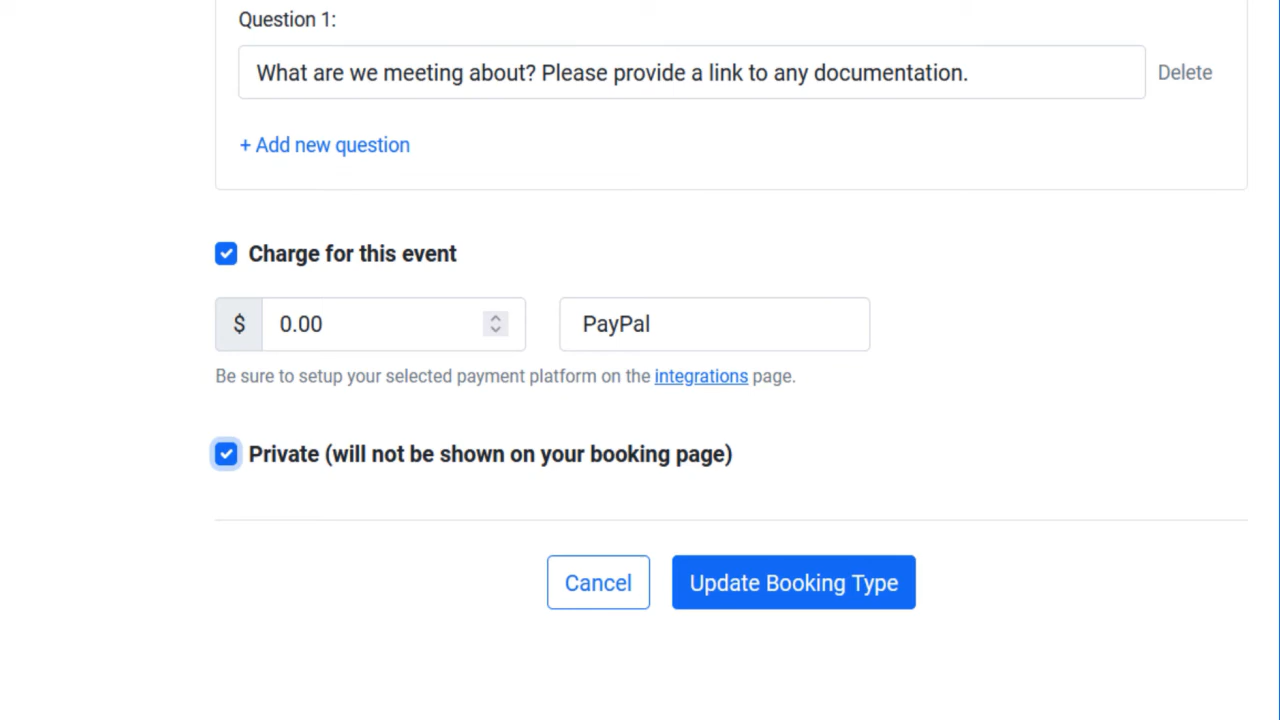 Question 1:
What are we meeting about? Please provide a link to any documentation.
Delete
+ Add new question
Charge for this event
$ 0.00
PayPal
Be sure to setup your selected payment platform on the integrations page.
Private (will not be shown on your booking page)
Cancel
Update Booking Type